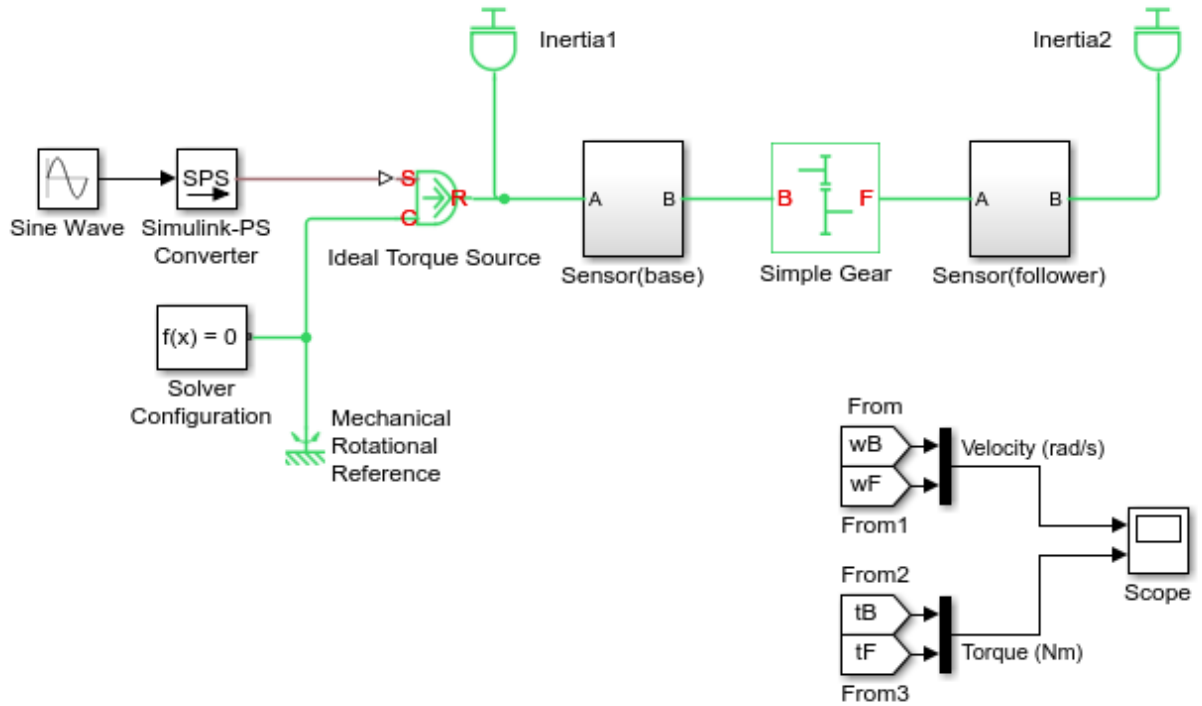 Inertia1
Inertia2
SPS
S
R
C
A
B
B
F
A
B
Sine Wave
Simulink-PS
Converter
Ideal Torque Source
Sensor(base)
Simple Gear
Sensor(follower)
f(x) = 0
Solver
Configuration
Mechanical
Rotational
Reference
From
wB
Velocity (rad/s)
wF
From1
From2
Scope
tB
tF
Torque (Nm)
From3